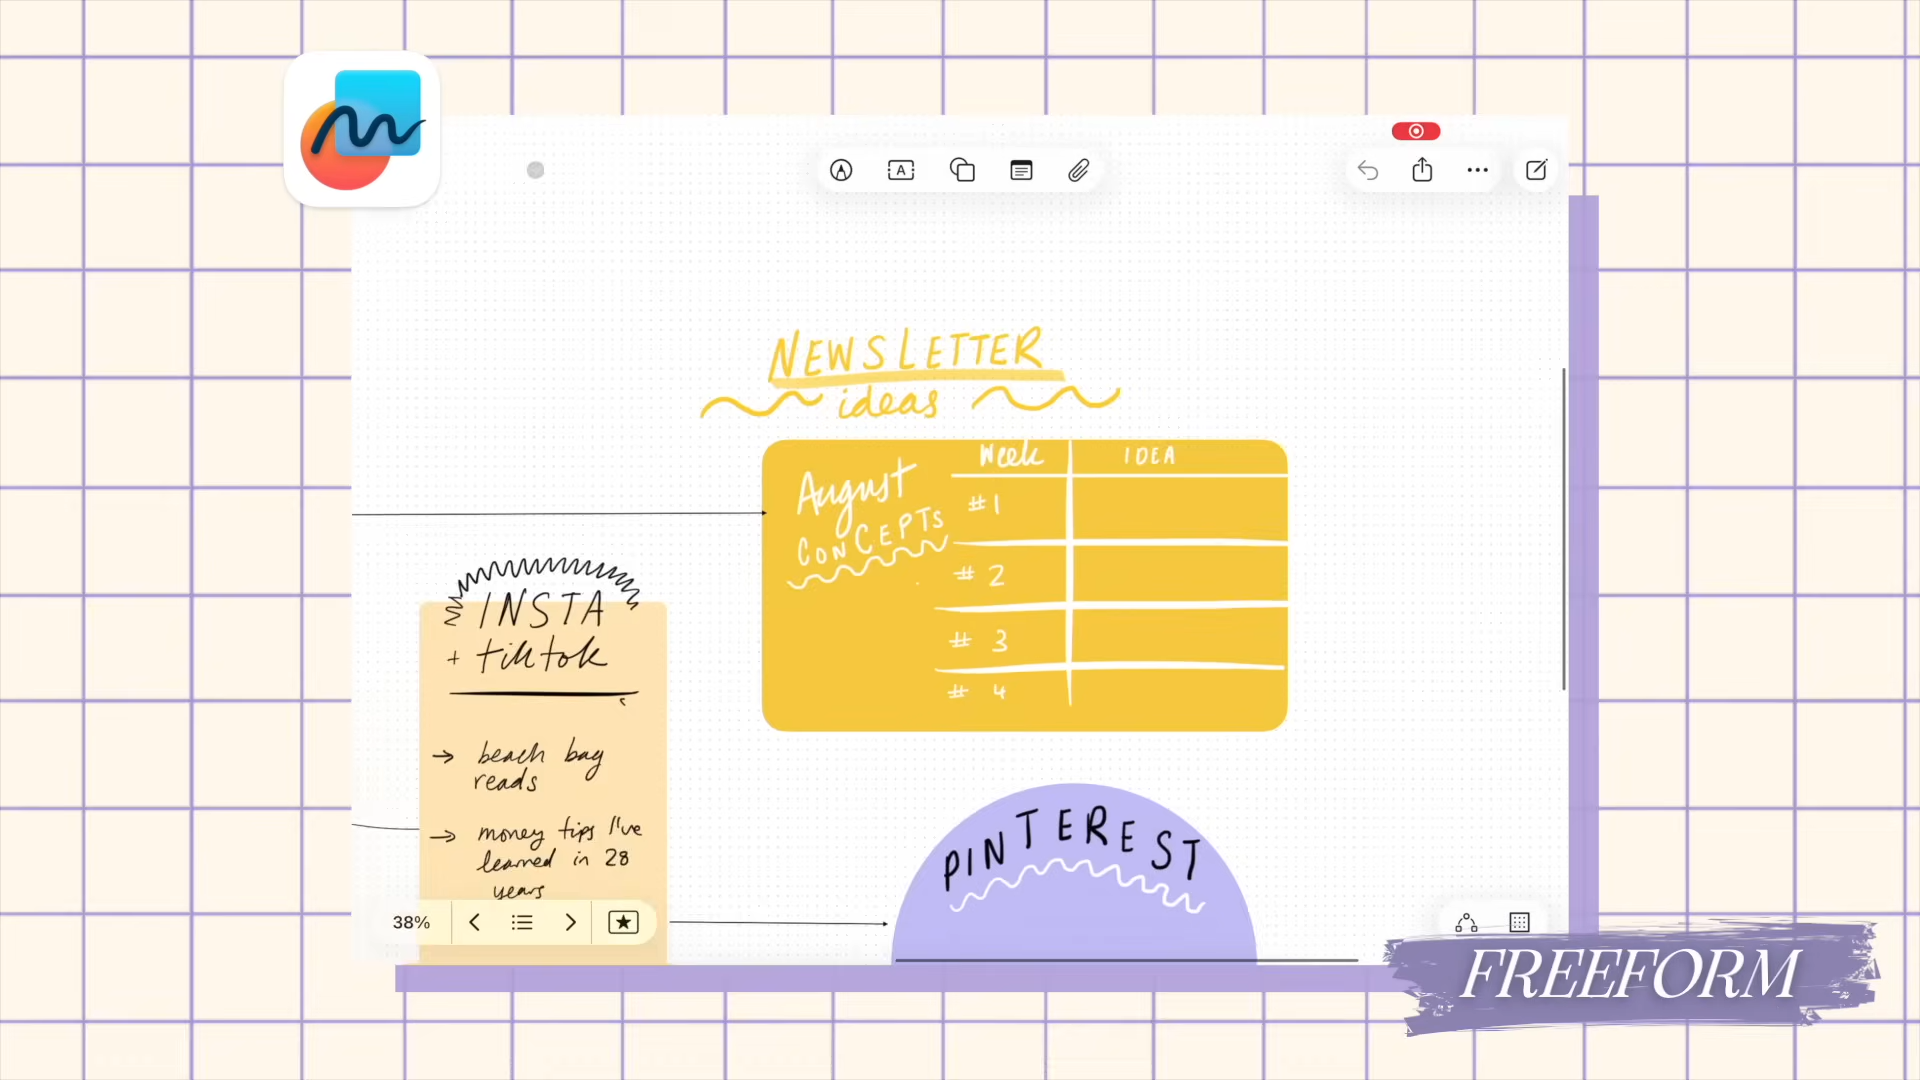 NEWSLETTER
ideas
August
CONCEPTS
Week IDEA
#1
# 2
# 3
# 4
INSTA
+ tiktok
→ beach bag
reads
→ money tips I've
learned in 28
years
PINTEREST
38%
FREEFORM